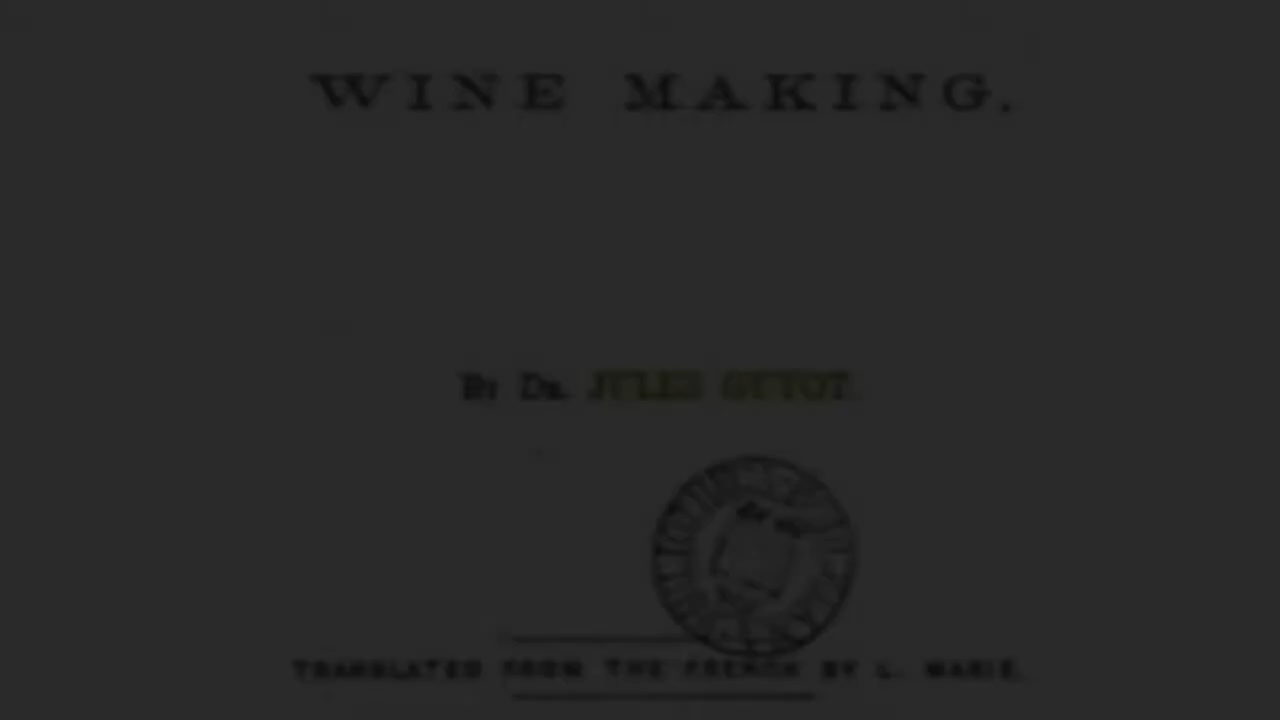 WINE MAKING.
By Dr. JULES GUYOT.
TRANSLATED FROM THE FRENCH BY L. MARIE.